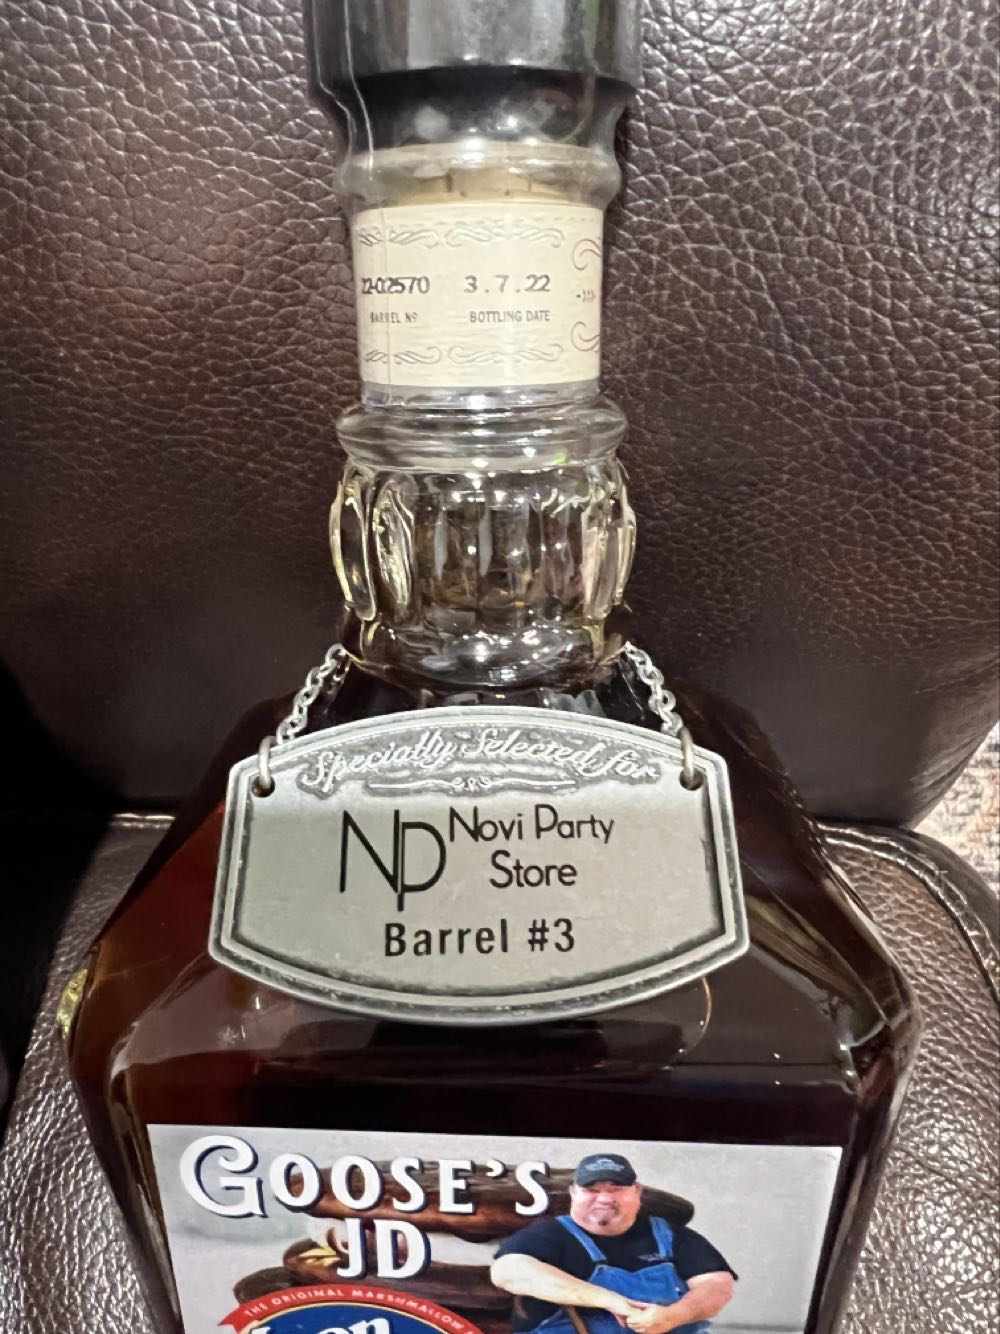 22-02570 3.7.22
BARREL Nº BOTTLING DATE
Specially Selected for
NP Novi Party
Store
Barrel #3
GOOSE'S
JD
THE ORIGINAL MARSHMALLOW